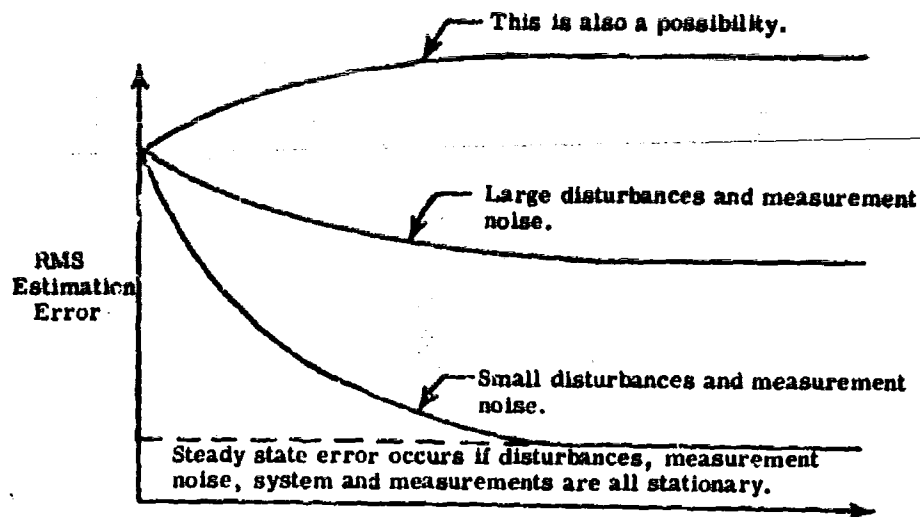 This is also a possibility.
Large disturbances and measurement
noise.
RMS
Estimation
Error
Small disturbances and measurement
noise.
Steady state error occurs if disturbances, measurement
noise, system and measurements are all stationary.